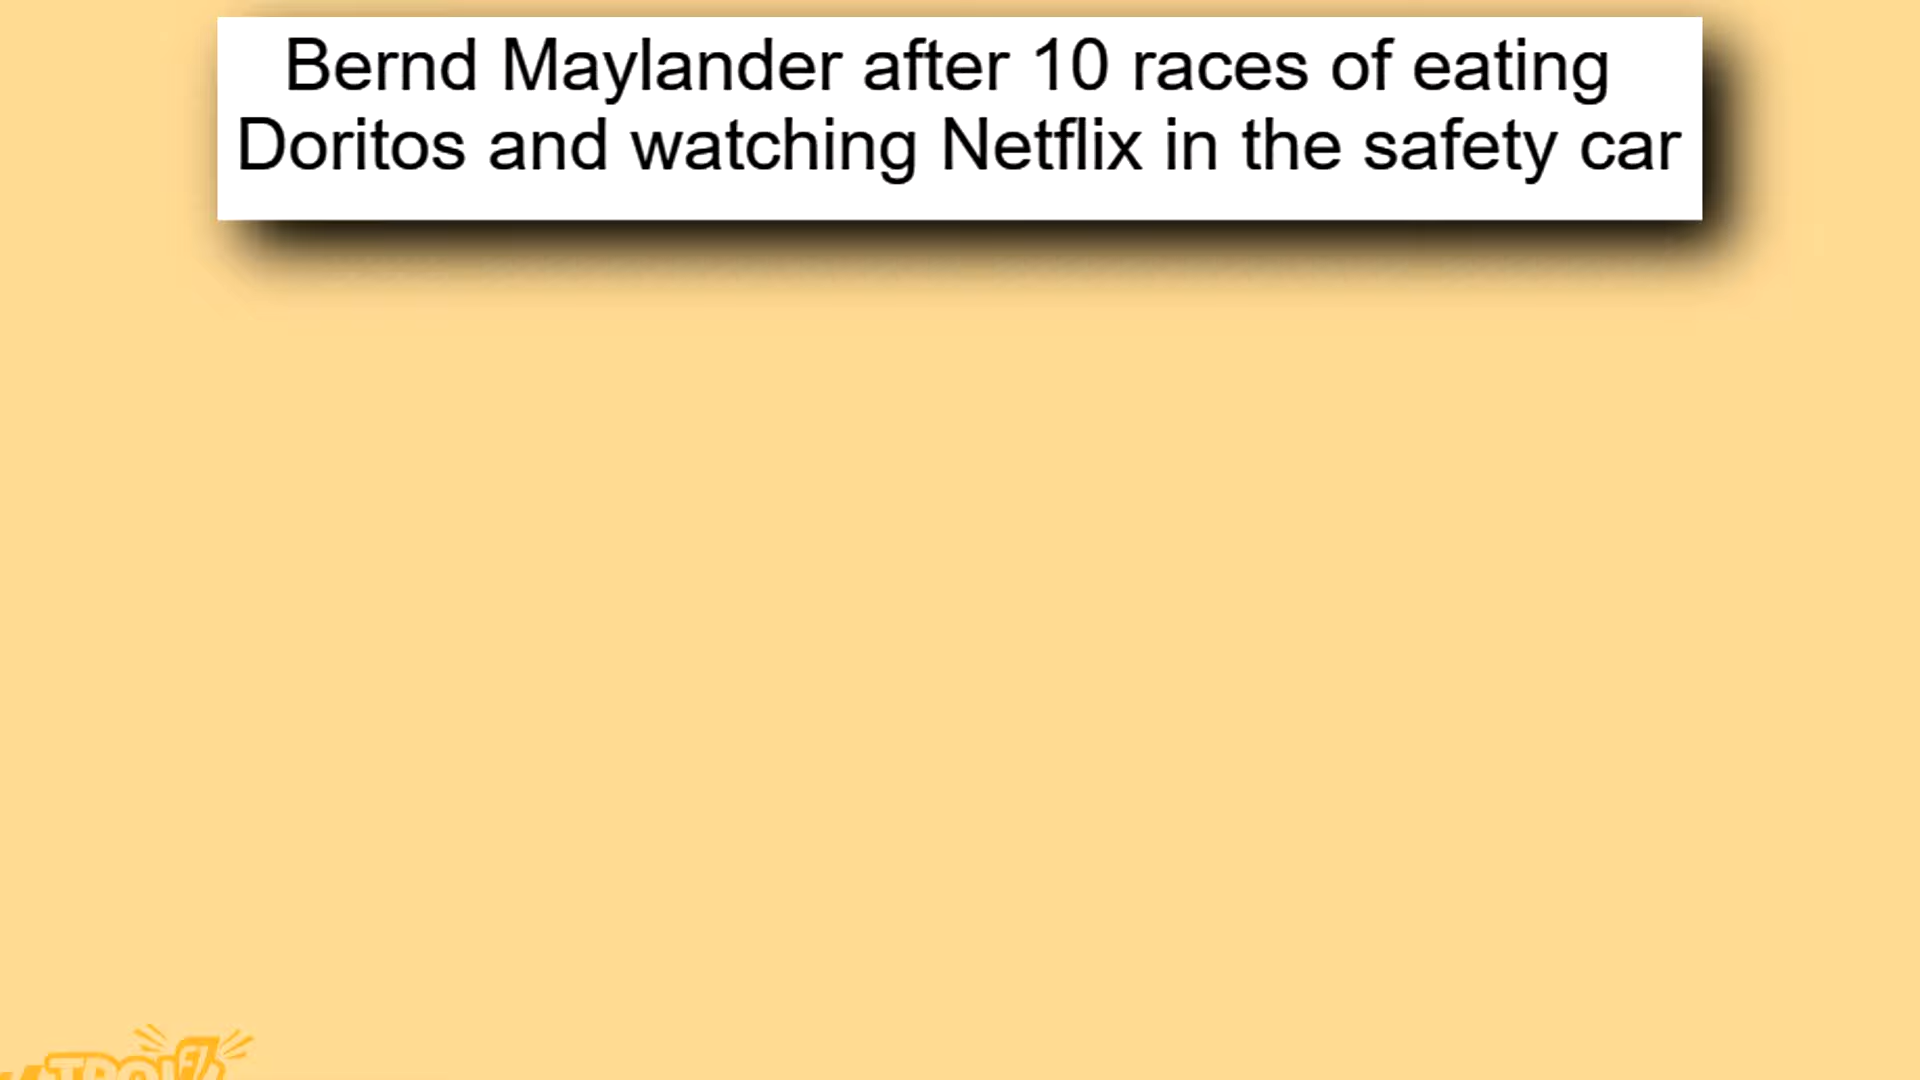 Bernd Maylander after 10 races of eating
Doritos and watching Netflix in the safety car